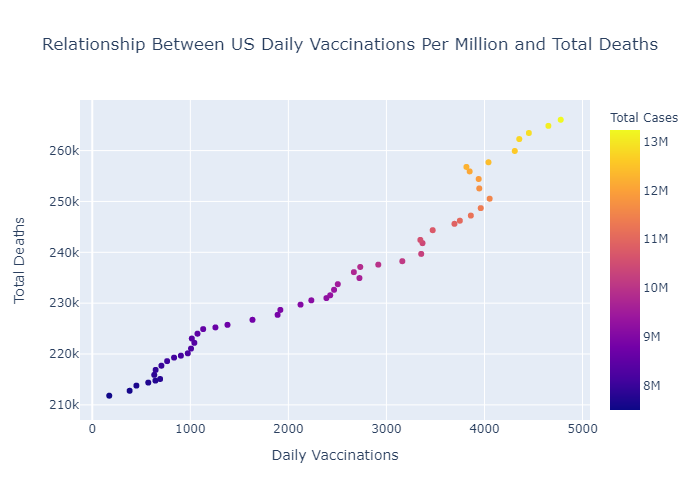 Relationship Between US Daily Vaccinations Per Million and Total Deaths
Total Cases
13M
12M
11M
10M
9M
8M
Total Deaths
260k
250k
240k
230k
220k
210k
0 1000 2000 3000 4000 5000
Daily Vaccinations